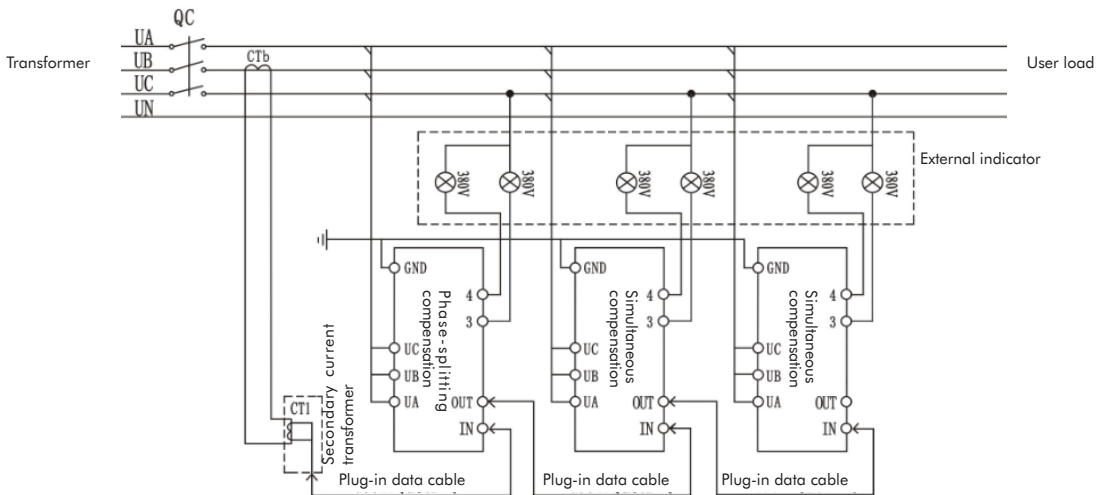 QC
UA
UB
UC
UN
Transformer
CTb
User load
External indicator
380V
380V
380V
380V
380V
380V
GND
4
3
UC
UB
UA
OUT
IN
Phase-splitting
compensation
GND
4
3
UC
UB
UA
OUT
IN
Simultaneous
compensation
GND
4
3
UC
UB
UA
OUT
IN
Simultaneous
compensation
CT1
Secondary current
transformer
Plug-in data cable
Plug-in data cable
Plug-in data cable